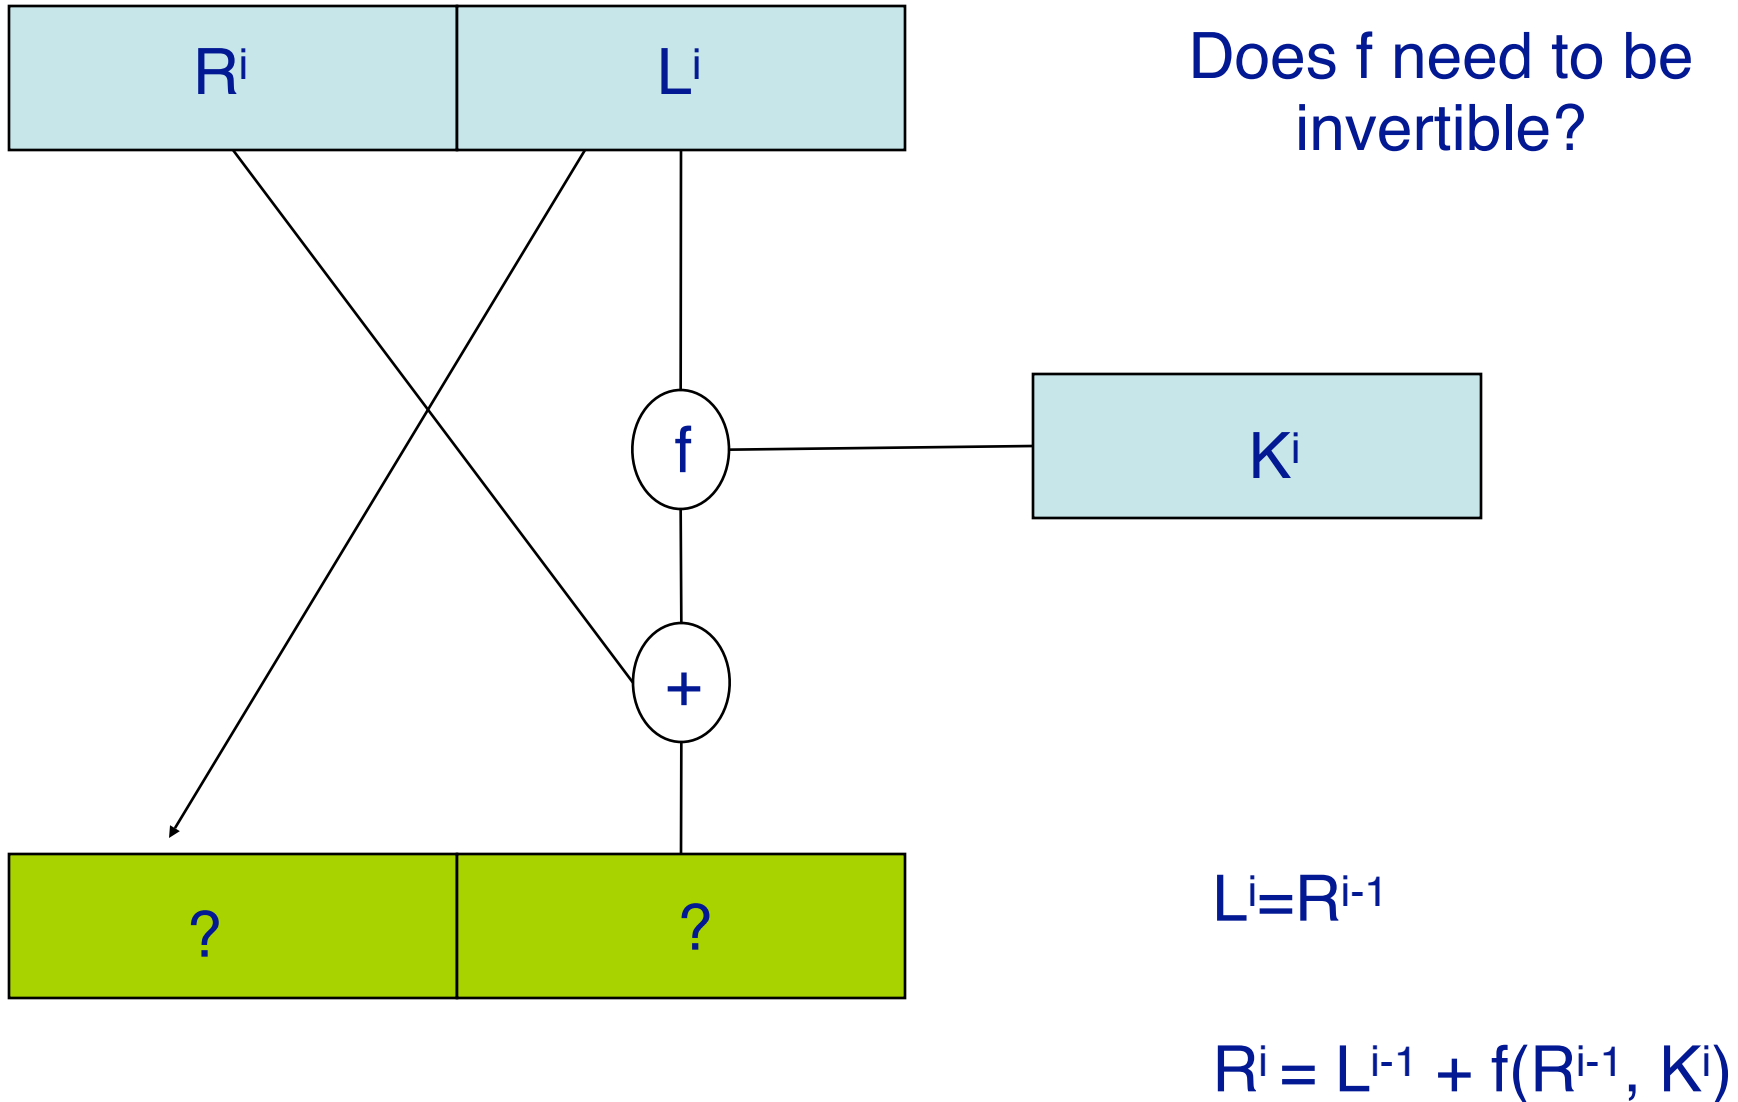 Rⁱ
Lⁱ
Does f need to be
invertible?
f
Kⁱ
+
?
?
Lⁱ=Rⁱ⁻¹
Rⁱ = Lⁱ⁻¹ + f(Rⁱ⁻¹, Kⁱ)